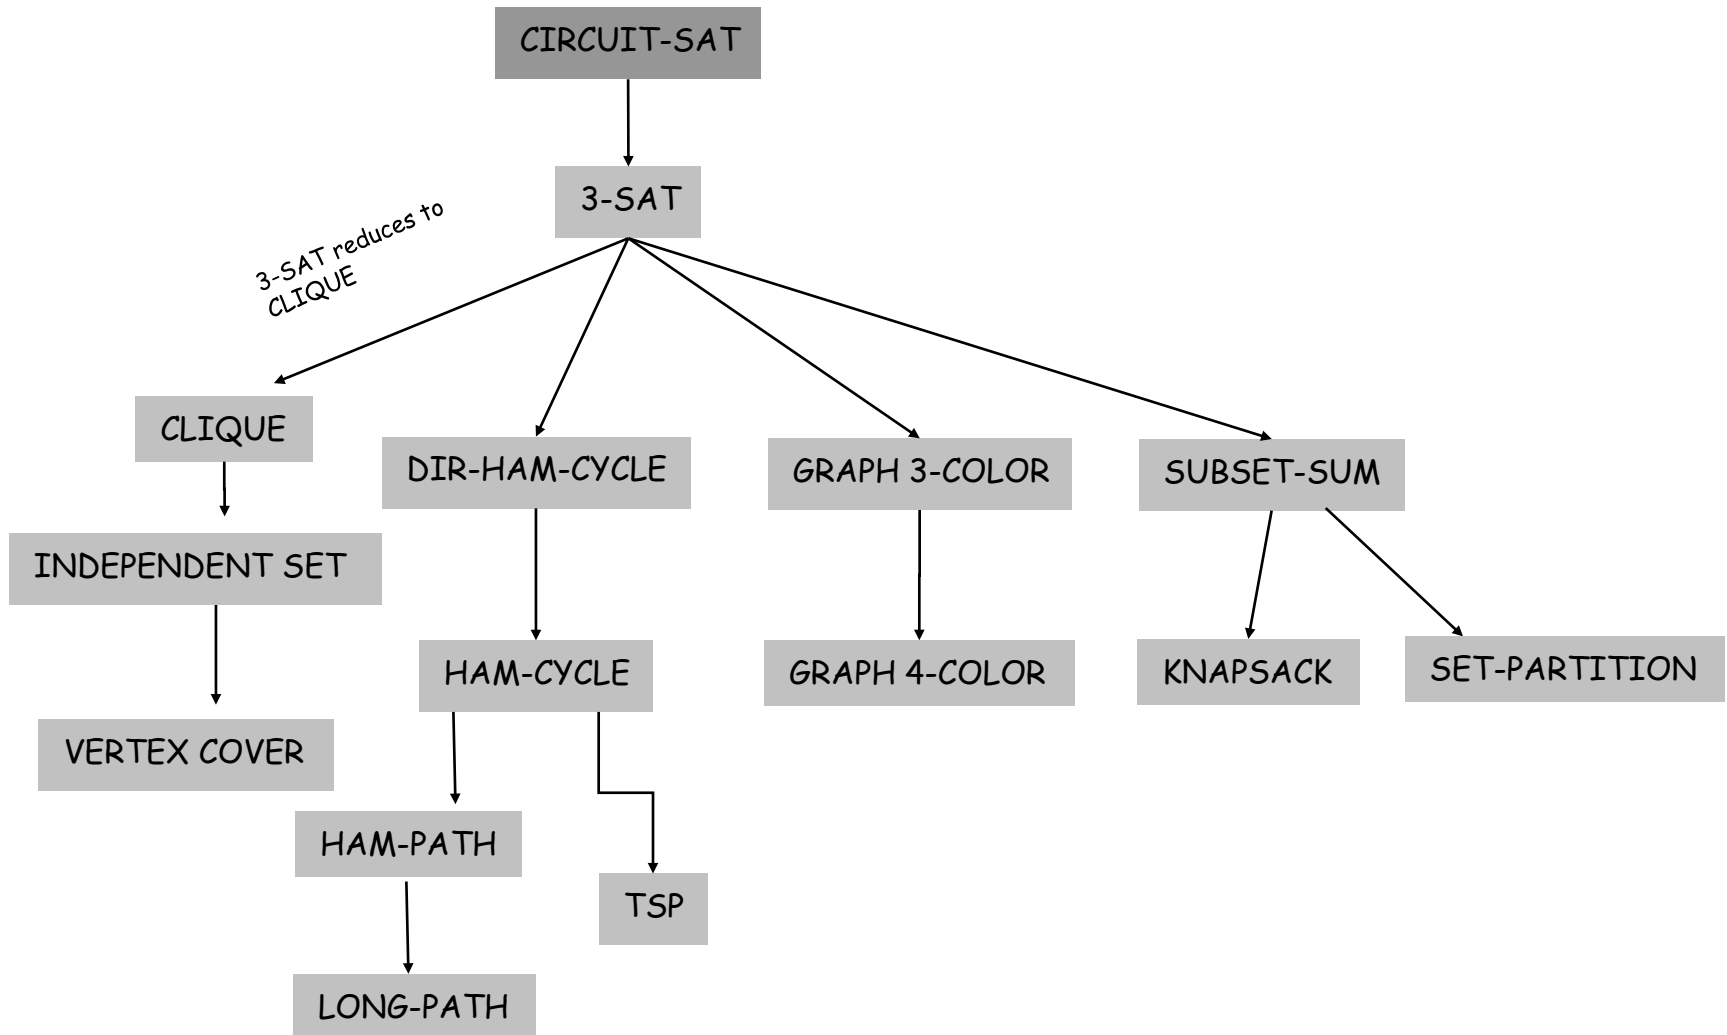 CIRCUIT-SAT
3-SAT
3-SAT reduces to
CLIQUE
CLIQUE
DIR-HAM-CYCLE
GRAPH 3-COLOR
SUBSET-SUM
INDEPENDENT SET
HAM-CYCLE
GRAPH 4-COLOR
KNAPSACK
SET-PARTITION
VERTEX COVER
HAM-PATH
TSP
LONG-PATH